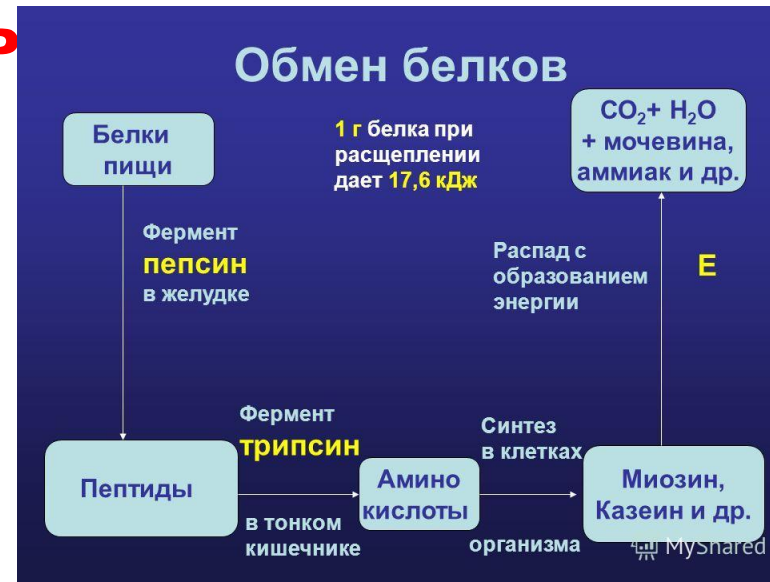 Обмен белков
Белки
пищи
1 г белка при
расщеплении
дает 17,6 кДж
CO₂+ H₂O
+ мочевина,
аммиак и др.
Фермент
пепсин
в желудке
Распад с
образованием
энергии
Е
Пептиды
Фермент
трипсин
в тонком
кишечнике
Амино
кислоты
Синтез
в клетках
организма
Миозин,
Казеин и др.
MyShared